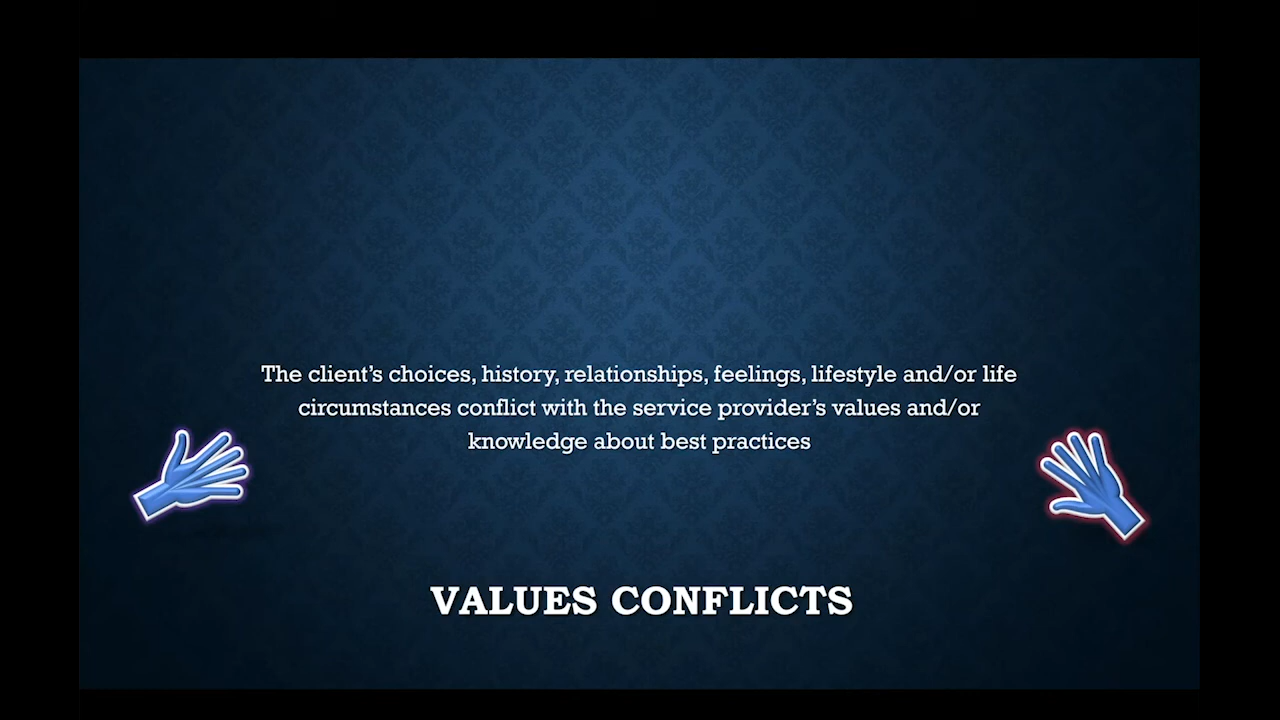 The client’s choices, history, relationships, feelings, lifestyle and/or life
circumstances conflict with the service provider’s values and/or
knowledge about best practices
VALUES CONFLICTS